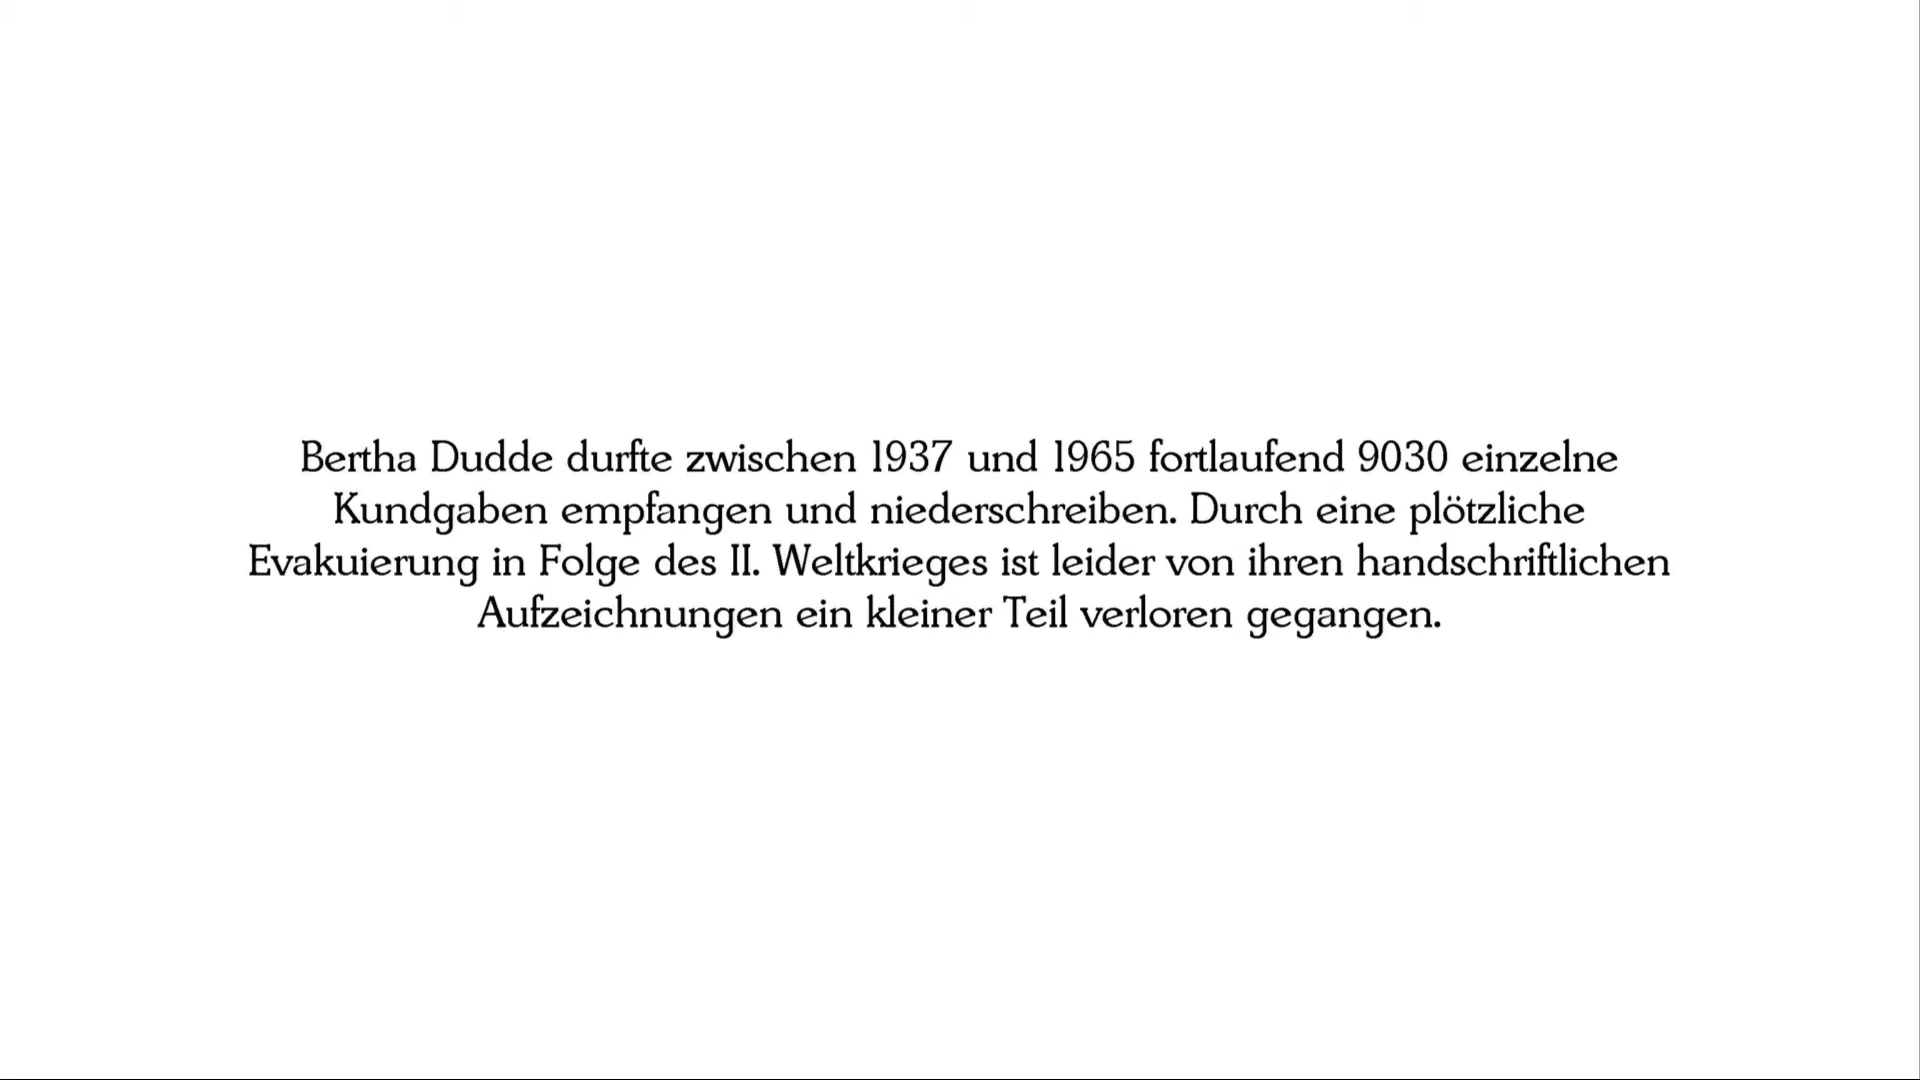 Bertha Dudde durfte zwischen 1937 und 1965 fortlaufend 9030 einzelne
Kundgaben empfangen und niederschreiben. Durch eine plötzliche
Evakuierung in Folge des II. Weltkrieges ist leider von ihren handschriftlichen
Aufzeichnungen ein kleiner Teil verloren gegangen.